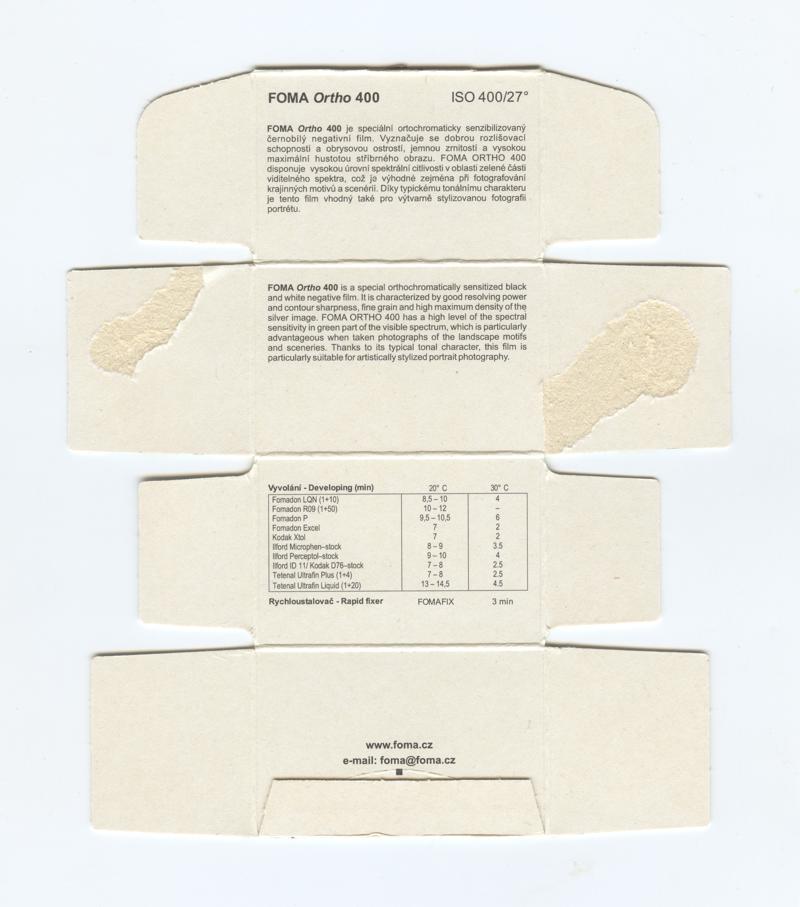 FOMA Ortho 400 ISO 400/27°
FOMA Ortho 400 je speciální ortochromaticky senzibilizovaný
černobílý negativní film. Vyznačuje se dobrou rozlišovací
schopností a obrysovou ostrostí, jemnou zrnitostí a vysokou
maximální hustotou stříbrného obrazu. FOMA ORTHO 400
disponuje vysokou úrovní spektrální citlivostí v oblasti zelené části
viditelného spektra, což je výhodné zejména při fotografování
krajinných motivů a scenérií. Díky typickému tonálnímu charakteru
je tento film vhodný také pro výtvarně stylizovanou fotografii
portrétu.
FOMA Ortho 400 is a special orthochromatically sensitized black
and white negative film. It is characterized by good resolving power
and contour sharpness, fine grain and high maximum density of the
silver image. FOMA ORTHO 400 has a high level of the spectral
sensitivity in green part of the visible spectrum, which is particularly
advantageous when taken photographs of the landscape motifs
and sceneries. Thanks to its typical tonal character, this film is
particularly suitable for artistically stylized portrait photography.
Vyvolání - Developing (min) 20° C 30° C
Fomadon LQN (1+10) 8,5 – 10 4
Fomadon R09 (1+50) 10 – 12 –
Fomadon P 9,5 – 10,5 6
Fomadon Excel 7 2
Kodak Xtol 7 2
Ilford Microphen–stock 8 – 9 3.5
Ilford Perceptol–stock 9 – 10 4
Ilford ID 11/ Kodak D76–stock 7 – 8 2.5
Tetenal Ultrafin Plus (1+4) 7 – 8 2.5
Tetenal Ultrafin Liquid (1+20) 13 – 14,5 4.5
Rychloustalovač - Rapid fixer FOMAFIX 3 min
www.foma.cz
e-mail: foma@foma.cz